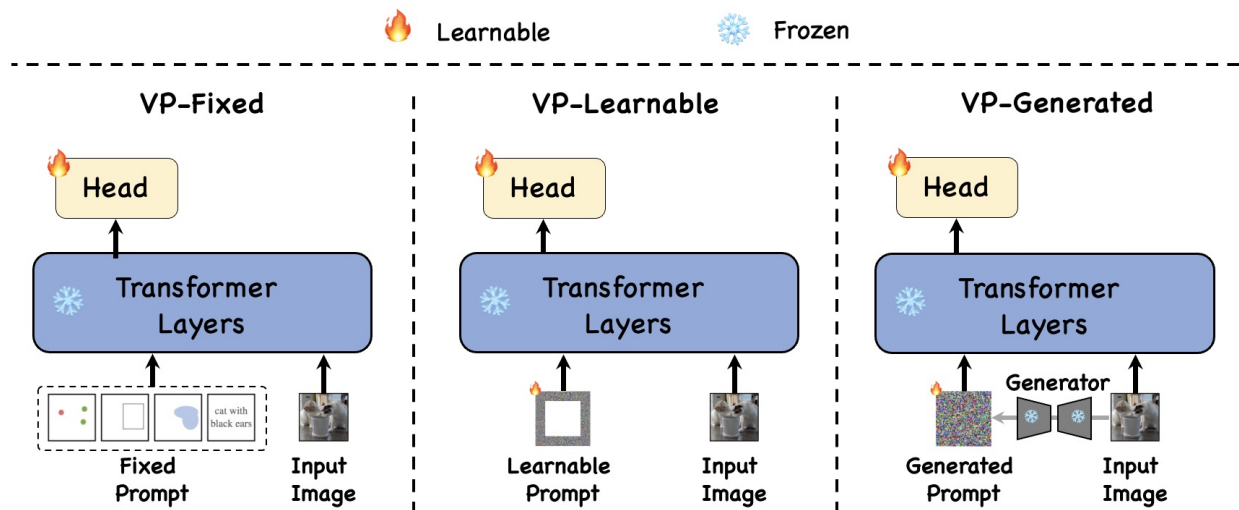 Learnable
Frozen
VP-Fixed
Head
Transformer
Layers
cat with
black ears
Fixed
Prompt
Input
Image
VP-Learnable
Head
Transformer
Layers
Learnable
Prompt
Input
Image
VP-Generated
Head
Transformer
Layers
Generator
Generated
Prompt
Input
Image